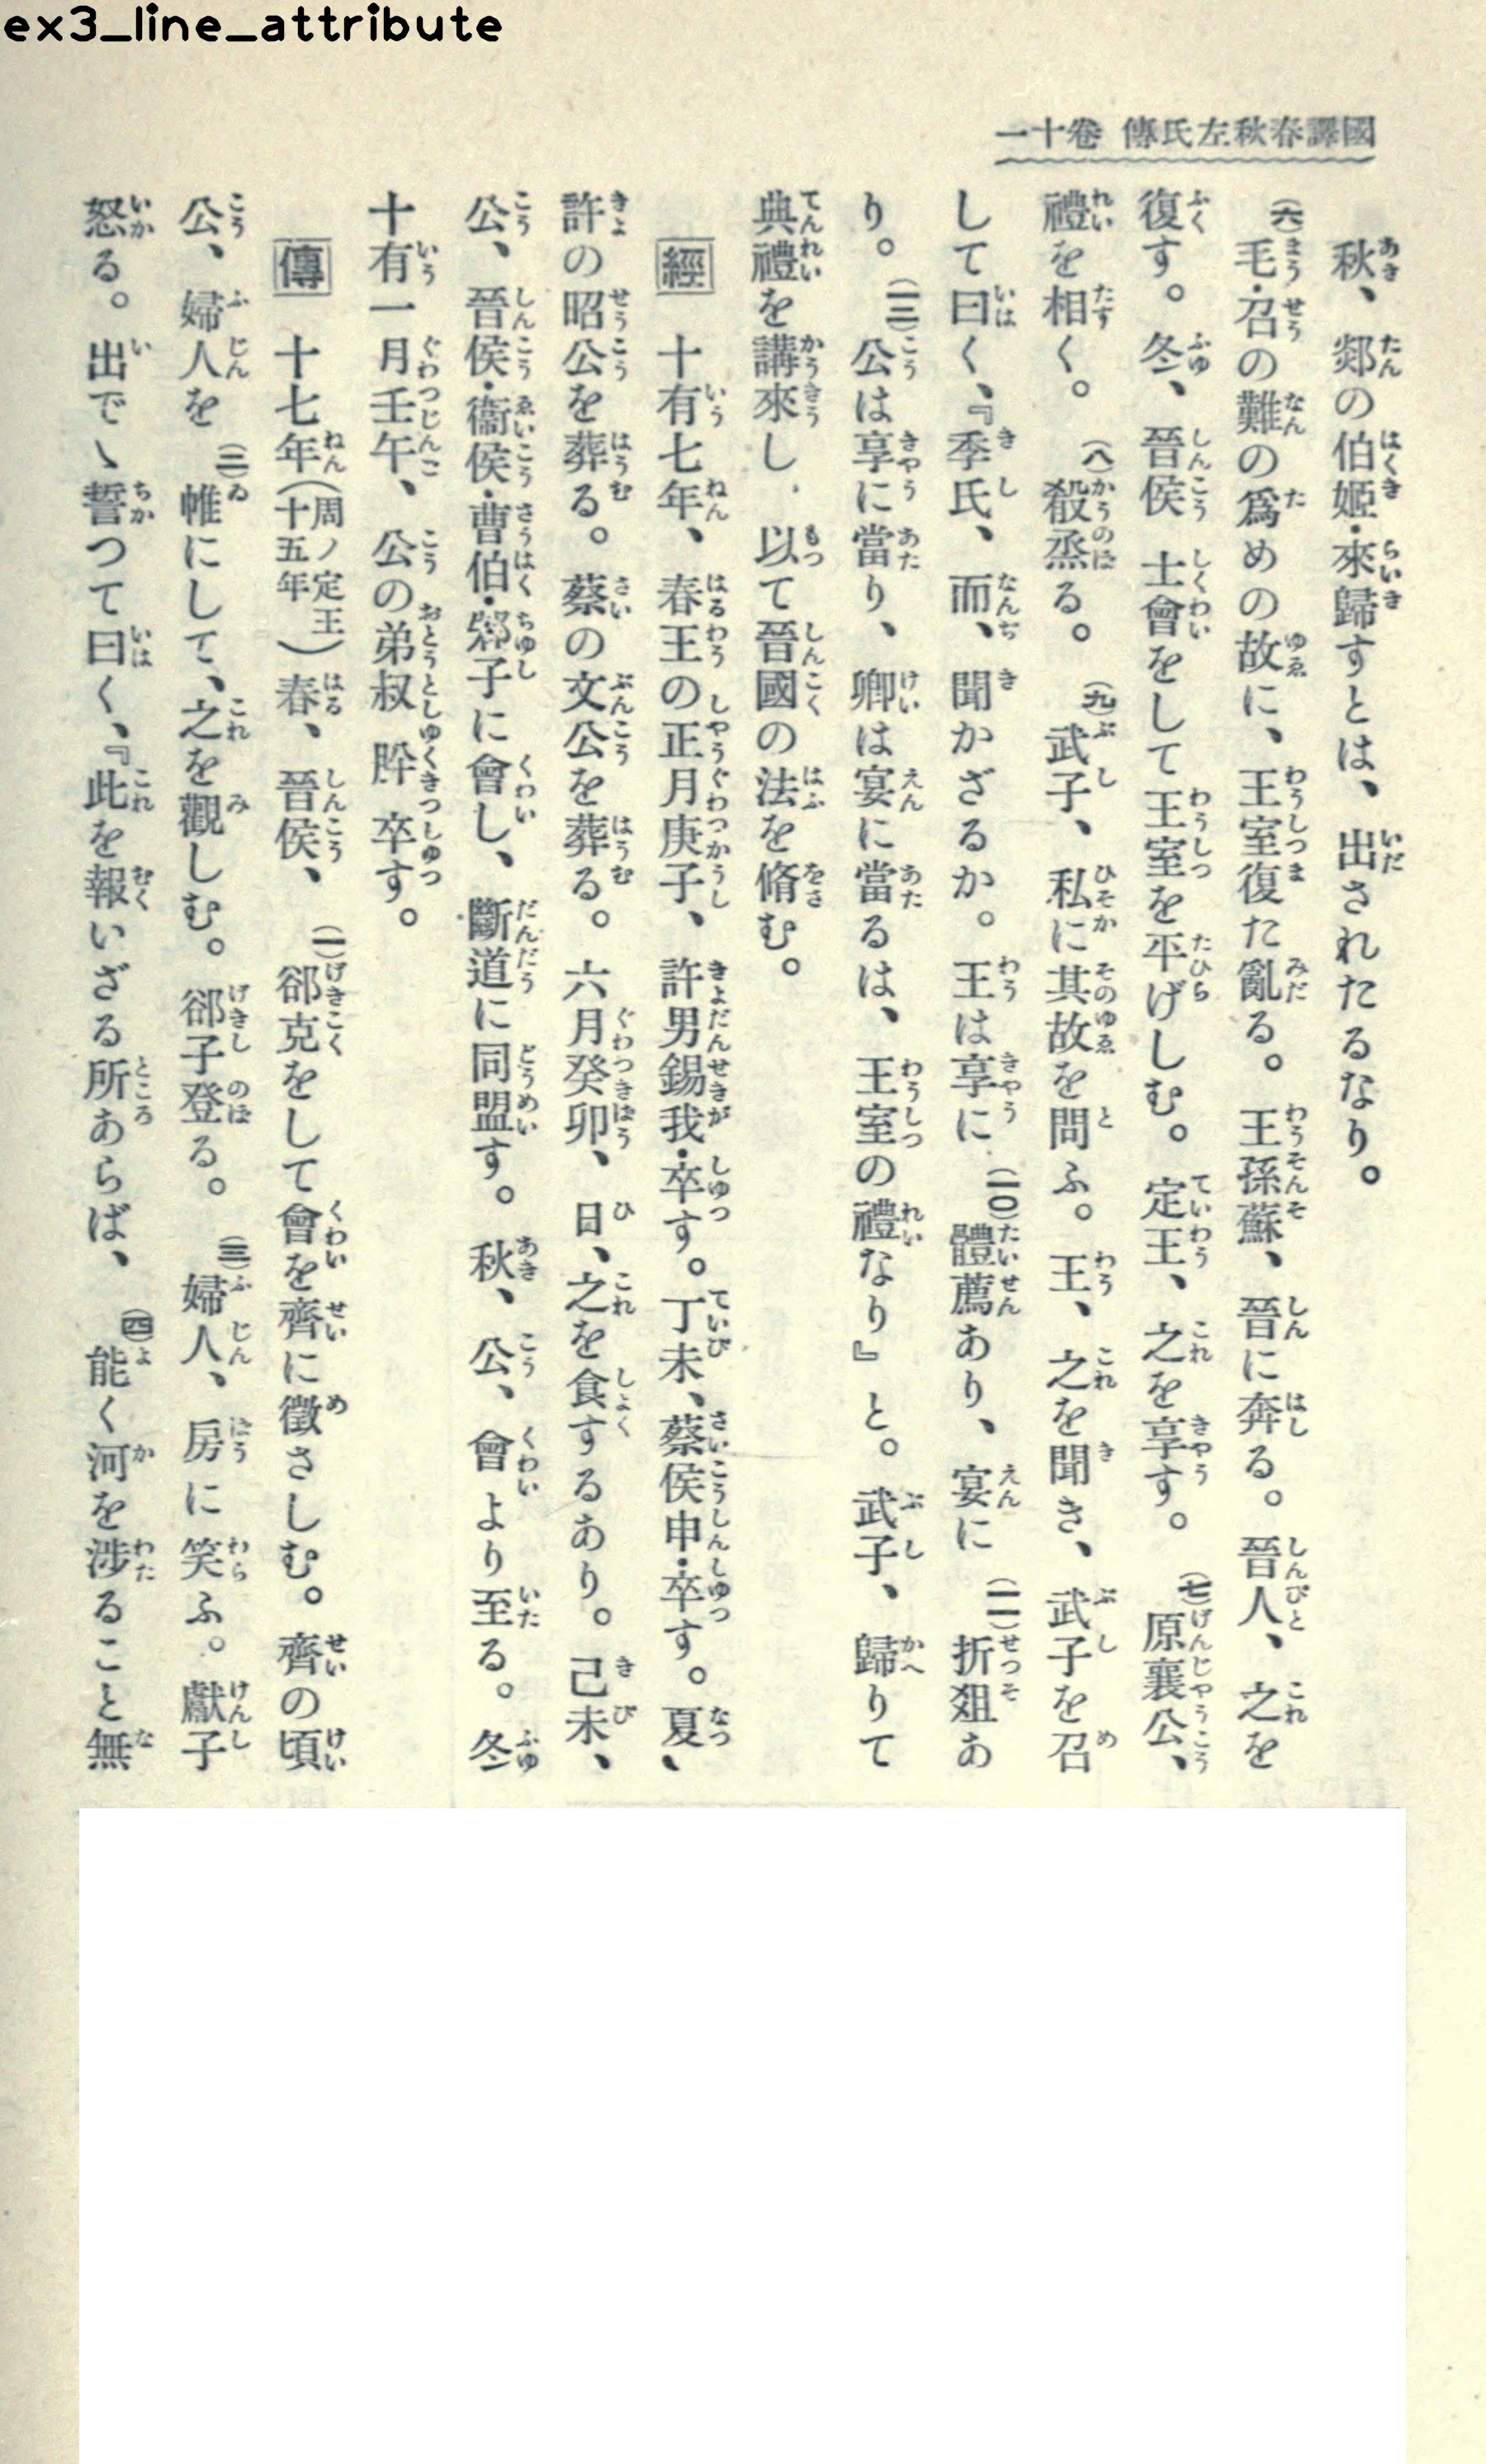 ex3_line_attribute
國譯春秋左氏傳 卷十一
秋、郯の伯姬・來歸すとは、出されたるなり。
(六)毛・召の難の爲めの故に、王室復た亂る。王孫蘇、晉に奔る。晉人、之を
復す。冬、晉侯 士會をして王室を平げしむ。定王、之を享す。(七)原襄公、
禮を相く。(八)殽烝る。(九)武子、私に其故を問ふ。王、之を聞き、武子を召
して曰く、『季氏、而、聞かざるか。王は享に(一〇)體薦あり、宴に(一一)折俎あ
り。(一二)公は享に當り、卿は宴に當るは、王室の禮なり』と。武子、歸りて
典禮を講來し、以て晉國の法を脩む。
經 十有七年、春王の正月庚子、許男錫我・卒す。丁未、蔡侯申・卒す。夏、
許の昭公を葬る。蔡の文公を葬る。六月癸卯、日、之を食するあり。己未、
公、晉侯・衞侯・曹伯・邾子に會し、斷道に同盟す。秋、公、會より至る。冬
十有一月壬午、公の弟叔肸卒す。
傳 十七年(周ノ定王十五年)春、晉侯、(一)郤克をして會を齊に徵さしむ。齊の頃
公、婦人を(二)帷にして、之を觀しむ。郤子登る。(三)婦人、房に笑ふ。獻子
怒る。出でゝ誓つて曰く、『此を報いざる所あらば、(四)能く河を涉ること無